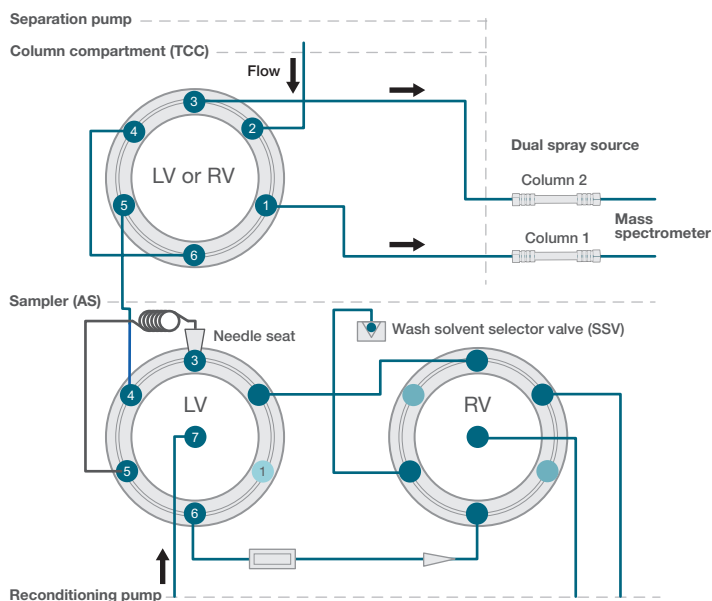 Separation pump
Column compartment (TCC)
Flow
3
4
2
LV or RV
Dual spray source
Column 2
5
1
Mass
spectrometer
Column 1
6
Sampler (AS)
Needle seat
Wash solvent selector valve (SSV)
3
4
LV
RV
7
5
1
6
Reconditioning pump